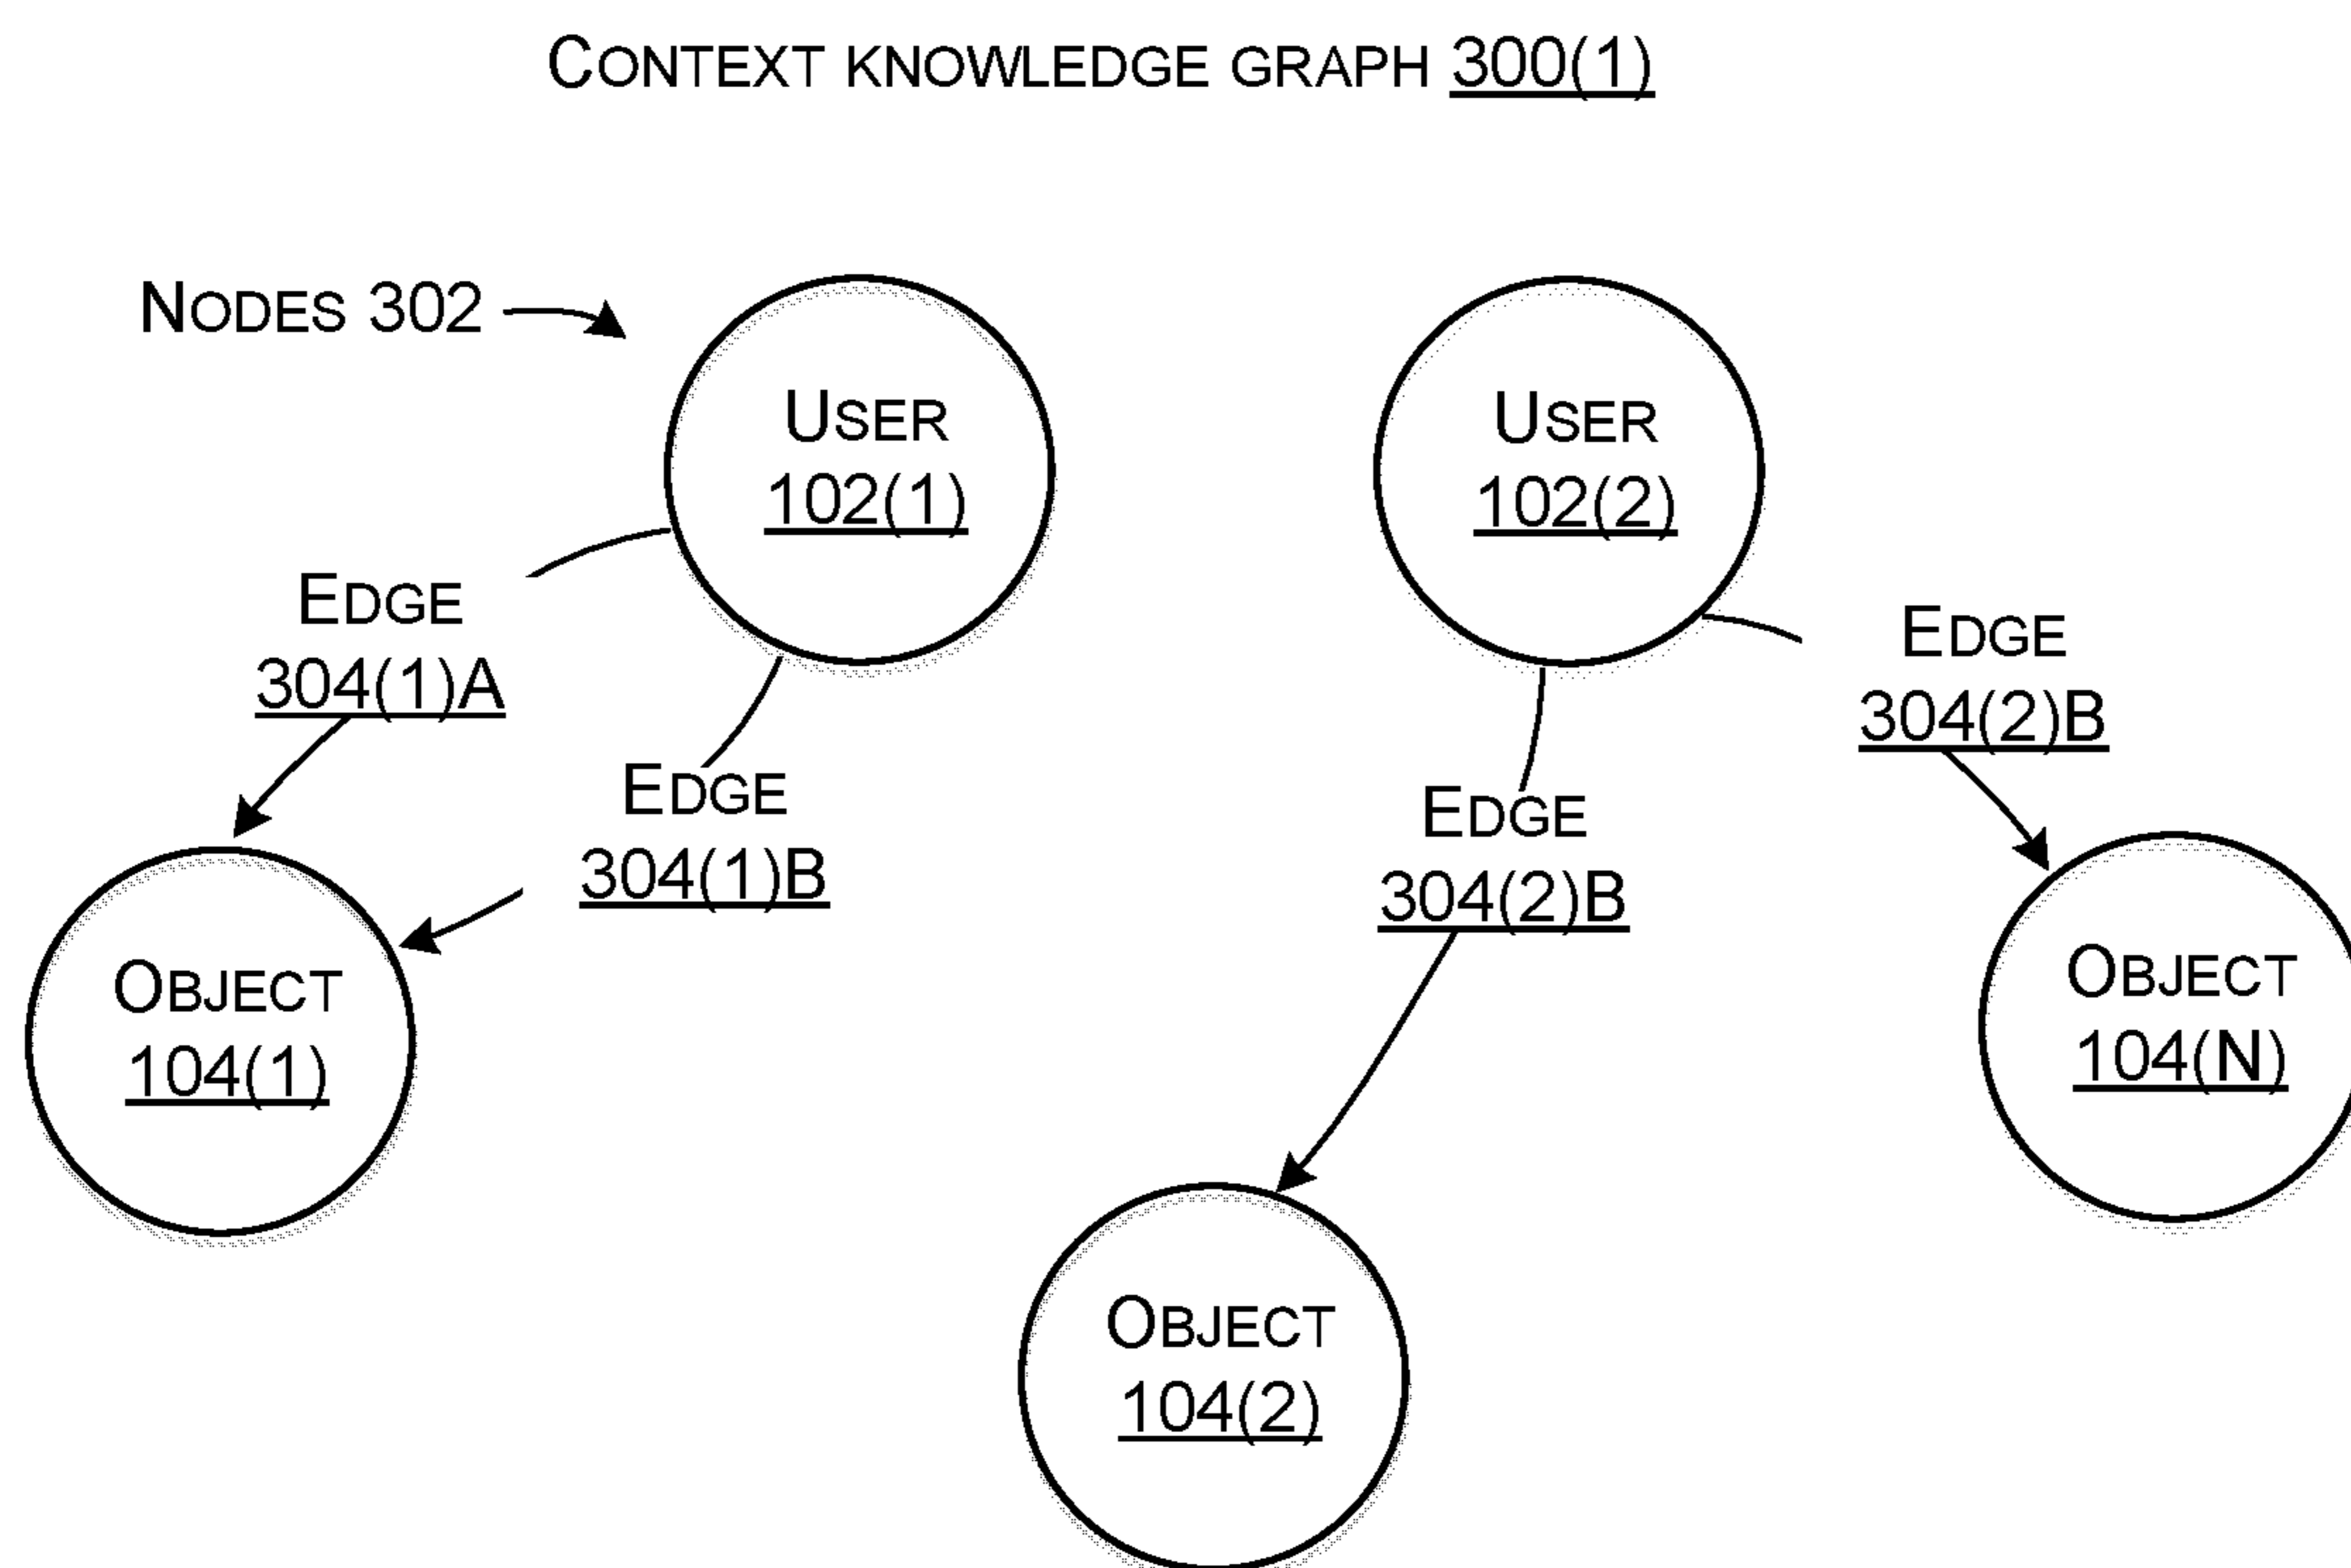 CONTEXT KNOWLEDGE GRAPH 300(1)
NODES 302
USER
102(1)
USER
102(2)
EDGE
304(1)A
EDGE
304(1)B
EDGE
304(2)B
EDGE
304(2)B
OBJECT
104(1)
OBJECT
104(2)
OBJECT
104(N)